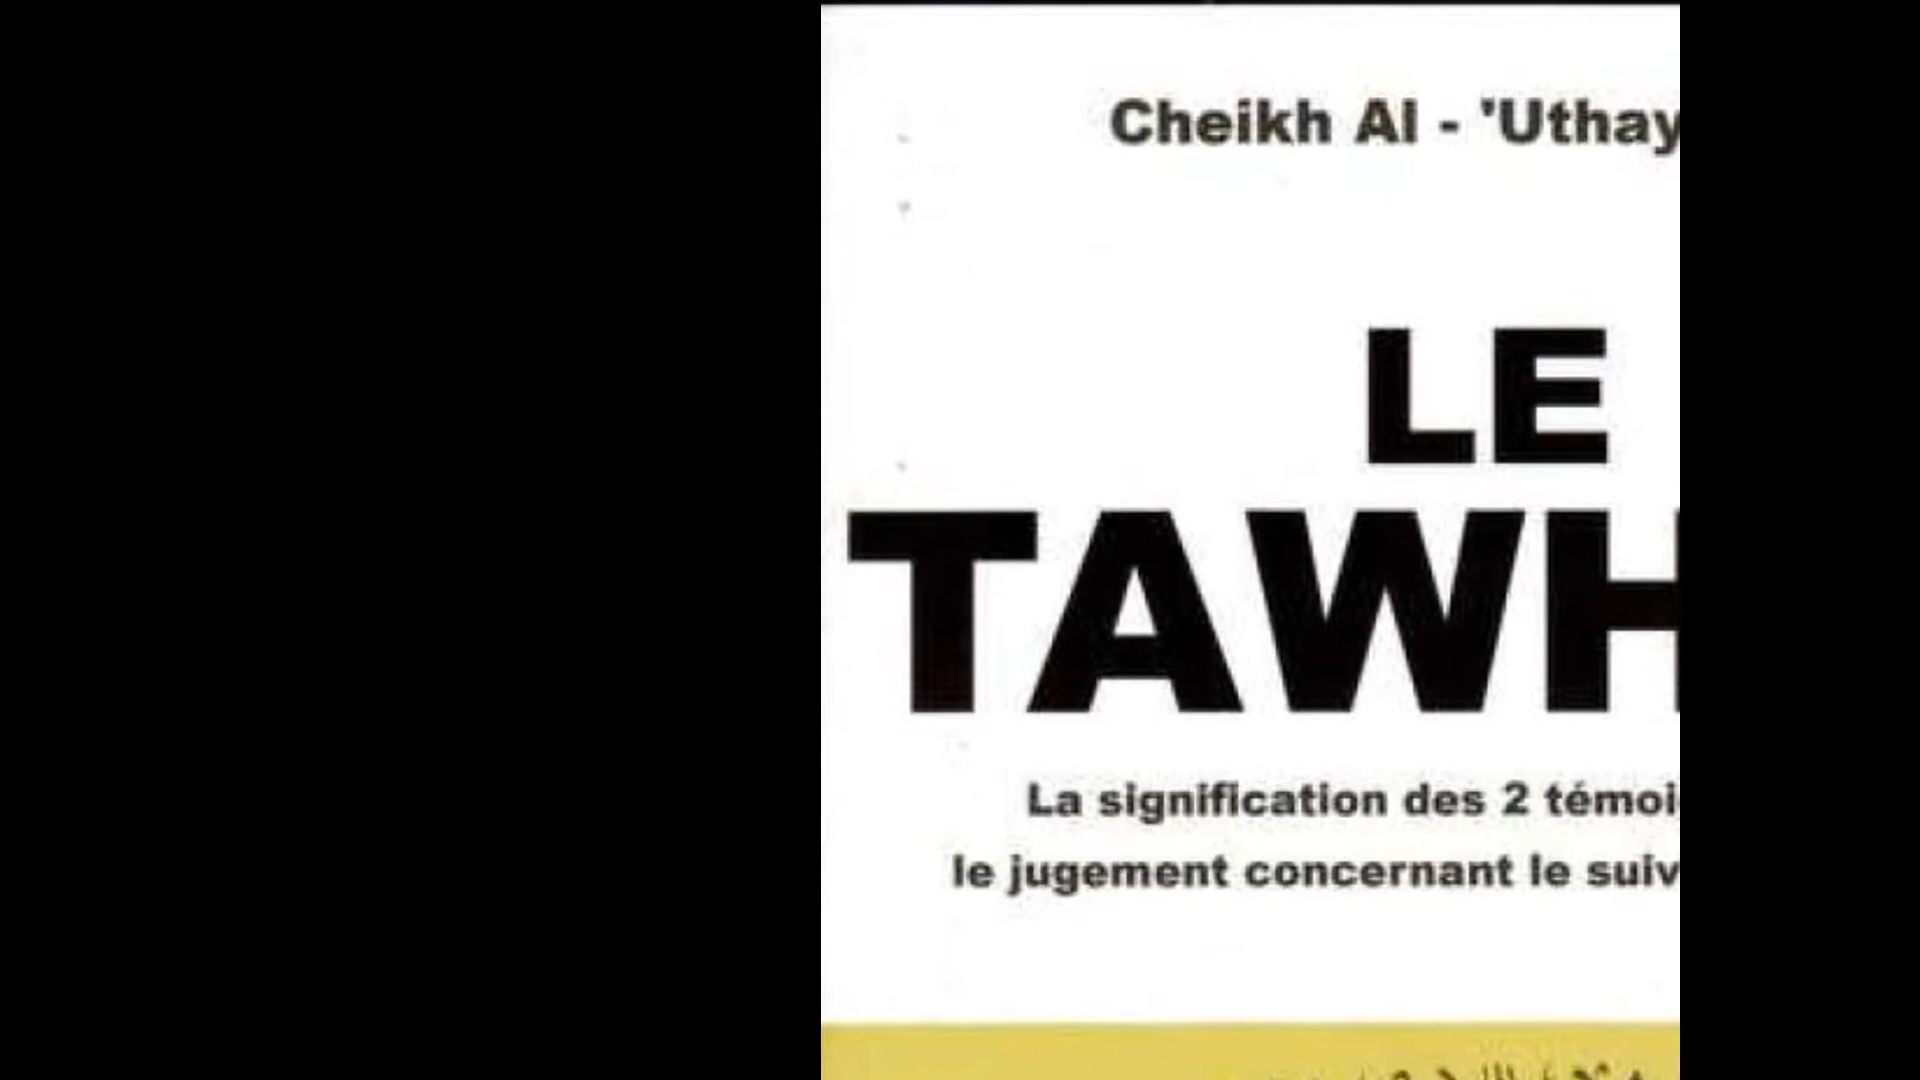 Cheikh Al - 'Uthay
LE
TAWH
La signification des 2 témoi
le jugement concernant le suiv